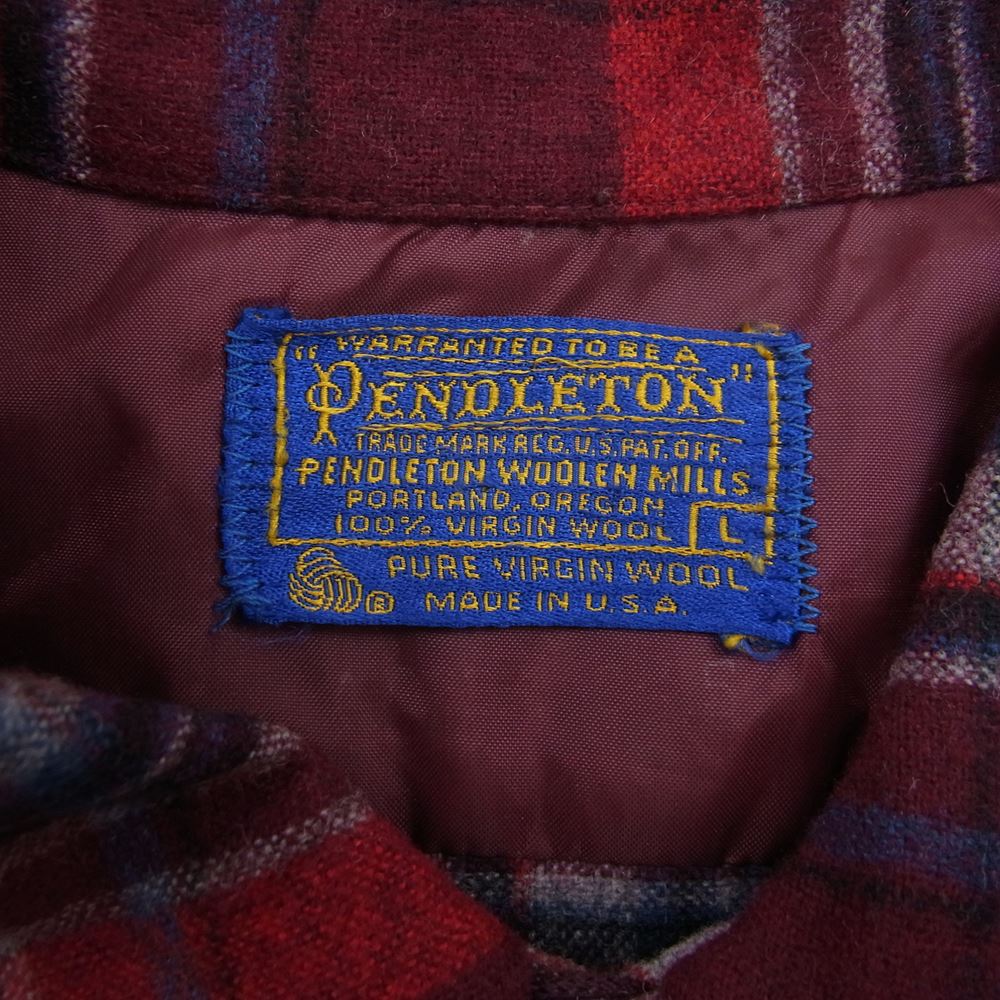 WARRANTED TO BE A
"PENDLETON"
TRADE MARK REG. U.S. PAT. OFF.
PENDLETON WOOLEN MILLS
PORTLAND, OREGON
100% VIRGIN WOOL L
PURE VIRGIN WOOL
® MADE IN U.S.A.